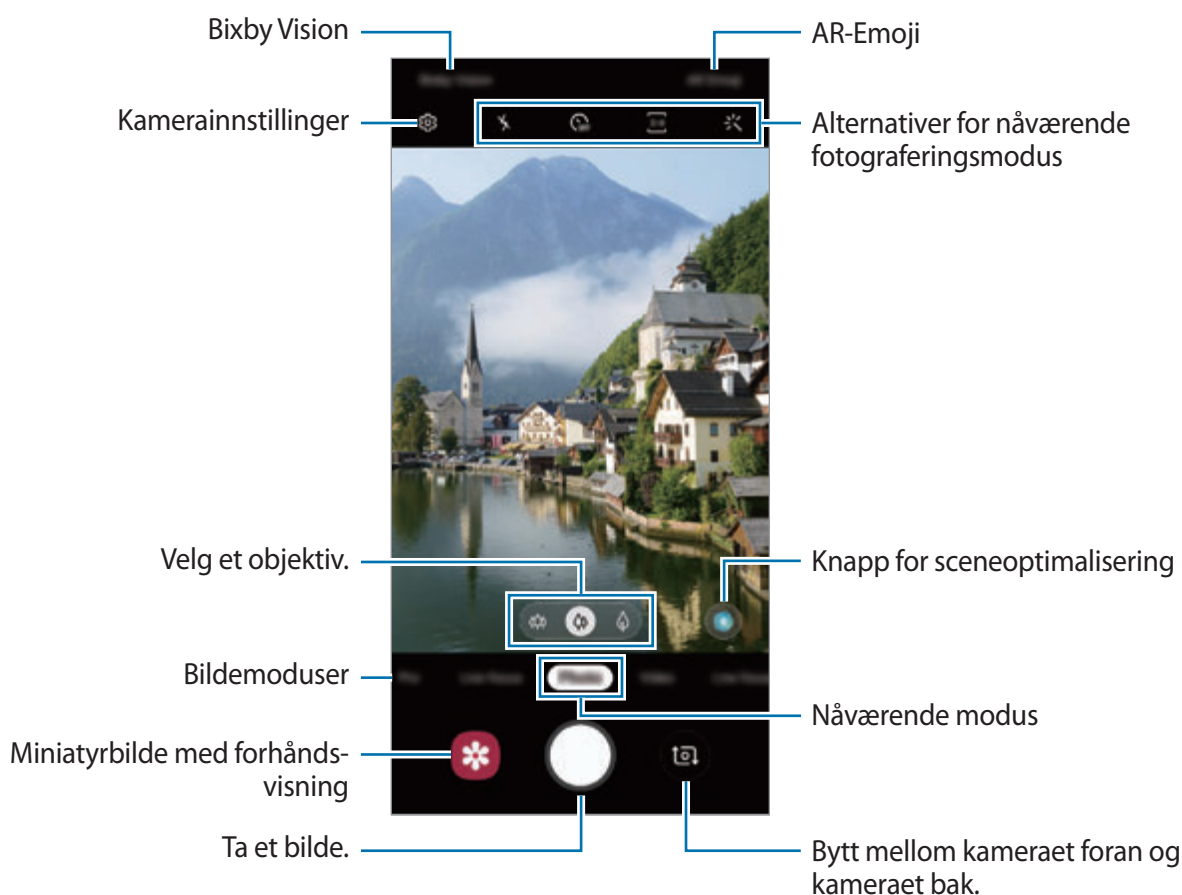 Bixby Vision
AR-Emoji
Kamerainnstillinger
Alternativer for nåværende
fotograferingsmodus
Velg et objektiv.
Knapp for sceneoptimalisering
Bildemoduser
Nåværende modus
Miniatyrbilde med forhånds-
visning
Ta et bilde.
Bytt mellom kameraet foran og
kameraet bak.